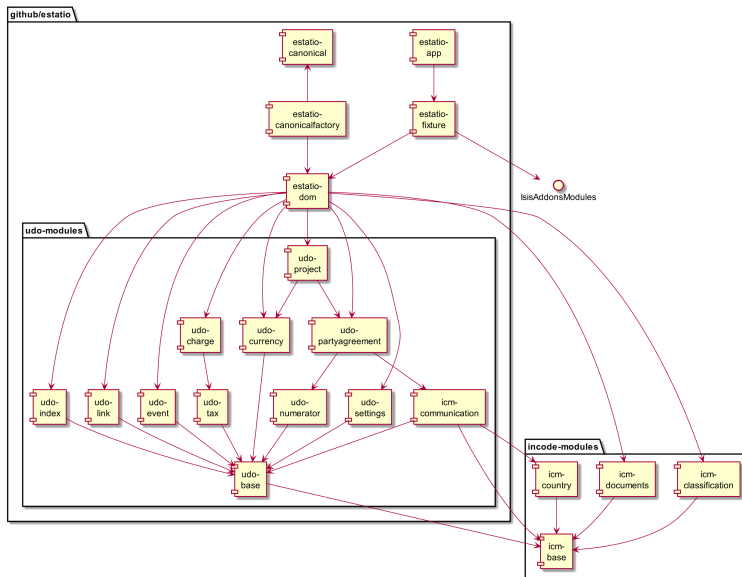 github/estatio
estatio-
canonical
estatio-
app
estatio-
canonicalfactory
estatio-
fixture
estatio-
dom
IsisAddonsModules
udo-modules
udo-
project
udo-
charge
udo-
currency
udo-
partyagreement
udo-
index
udo-
link
udo-
event
udo-
tax
udo-
numerator
udo-
settings
icm-
communication
incode-modules
udo-
base
icm-
country
icm-
documents
icm-
classification
icm-
base